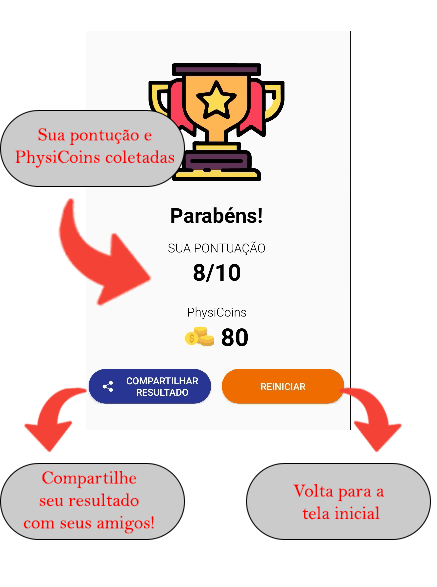 Sua pontução e
PhysiCoins coletadas
Parabéns!
SUA PONTUAÇÃO
8/10
PhysiCoins
80
COMPARTILHAR
RESULTADO
REINICIAR
Compartilhe
seu resultado
com seus amigos!
Volta para a
tela inicial